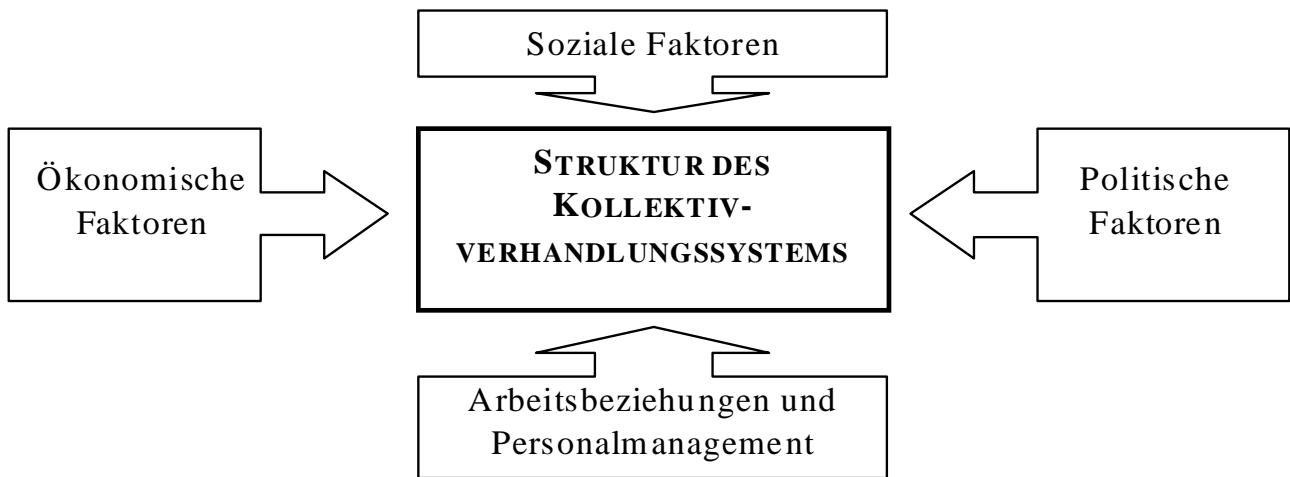 Soziale Faktoren
Ökonomische
Faktoren
STRUKTUR DES
KOLLEKTIV-
VERHANDLUNGSSYSTEMS
Politische
Faktoren
Arbeitsbeziehungen und
Personalmanagement